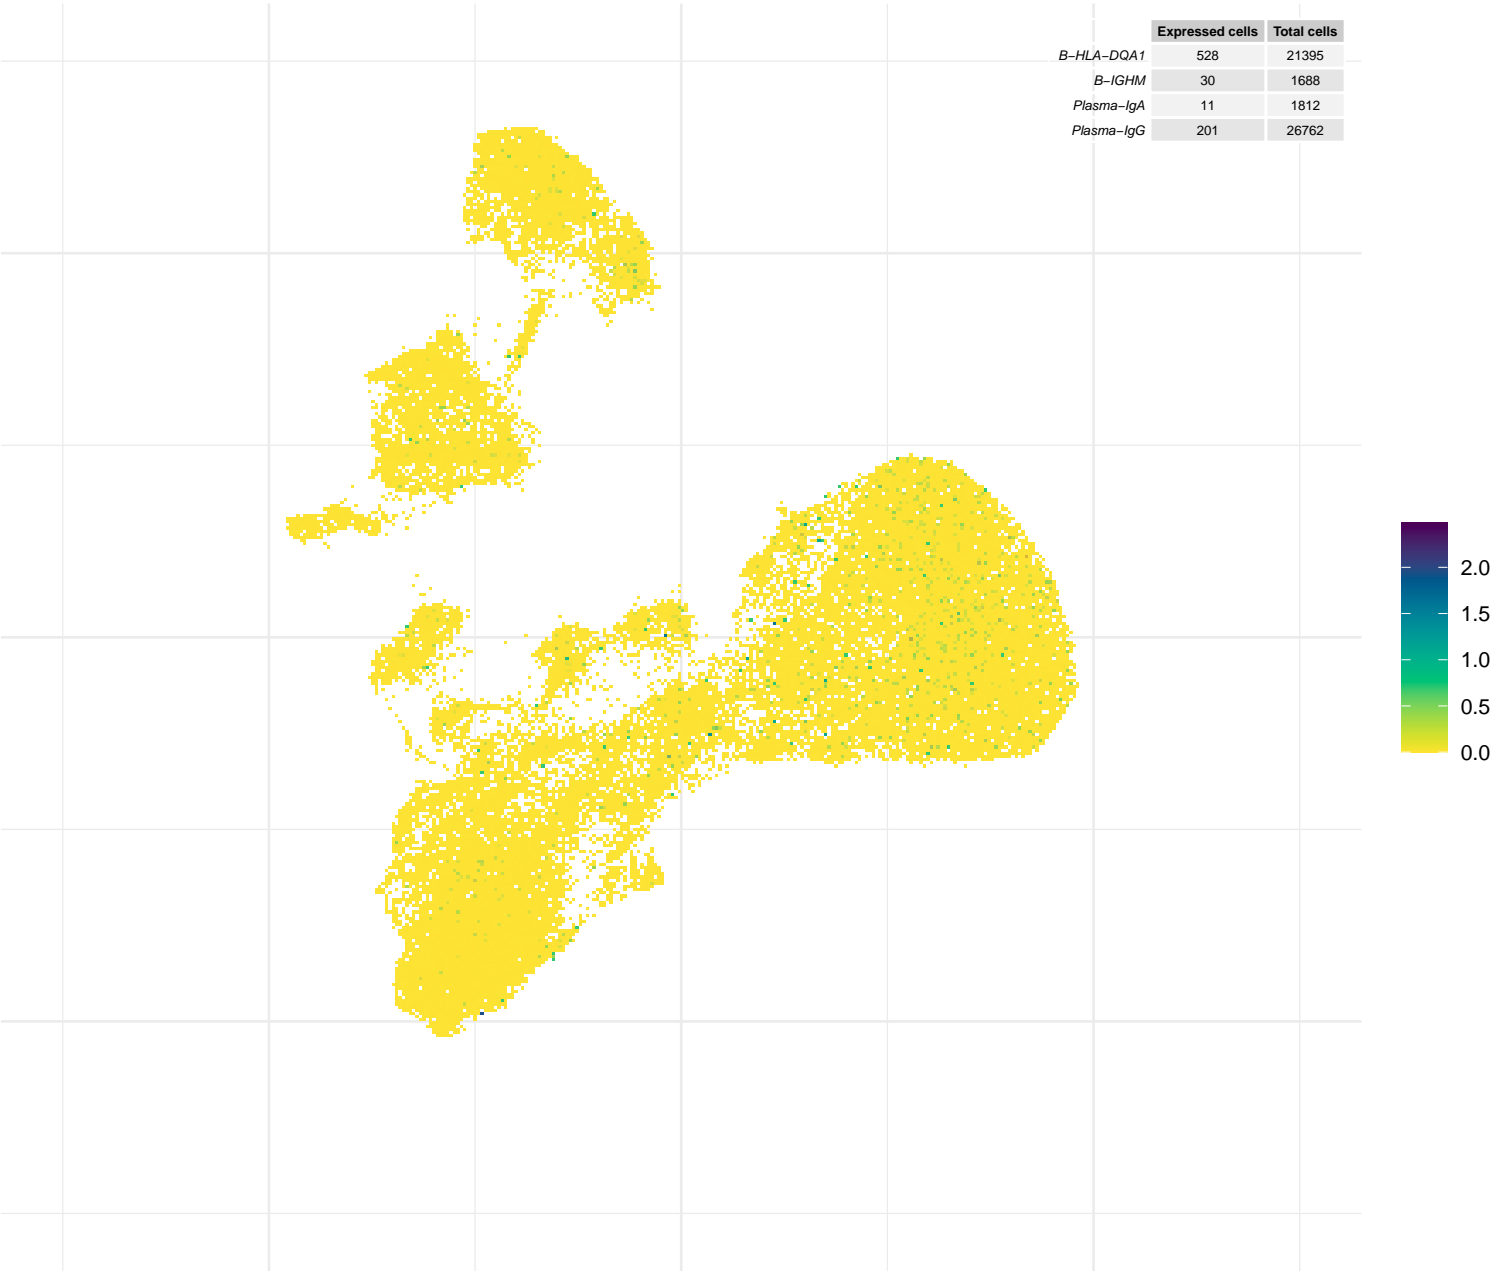 Expressed cells Total cells
B−HLA−DQA1 528 21395
B−IGHM 30 1688
Plasma−IgA 11 1812
Plasma−IgG 201 26762
2.0
1.5
1.0
0.5
0.0